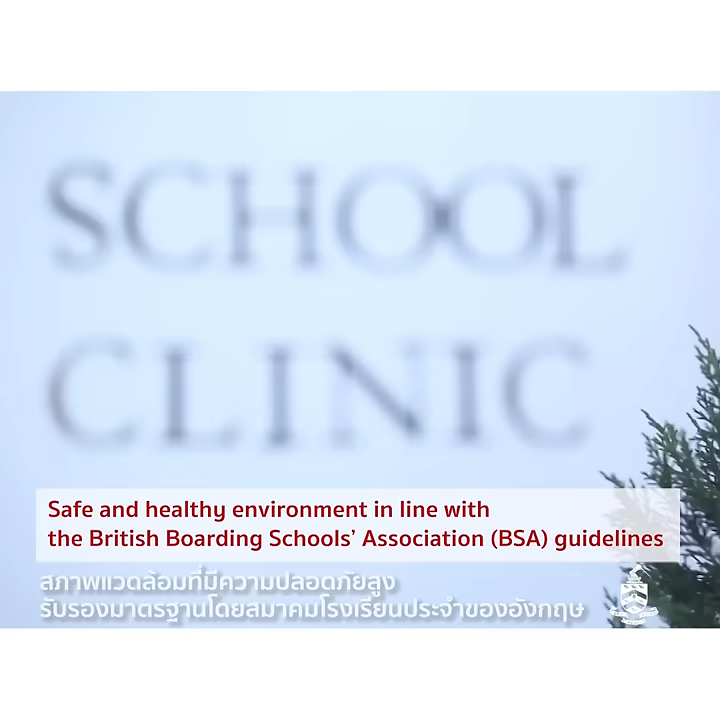 SCHOOL
CLINIC
Safe and healthy environment in line with
the British Boarding Schools’ Association (BSA) guidelines
สภาพแวดล้อมที่มีความปลอดภัยสูง
รับรองมาตรฐานโดยสมาคมโรงเรียนประจำของอังกฤษ